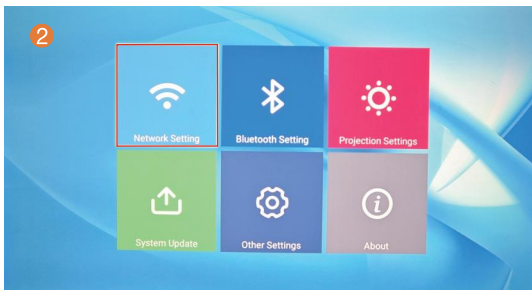 2
Network Setting
Bluetooth Setting
Projection Settings
System Update
Other Settings
About